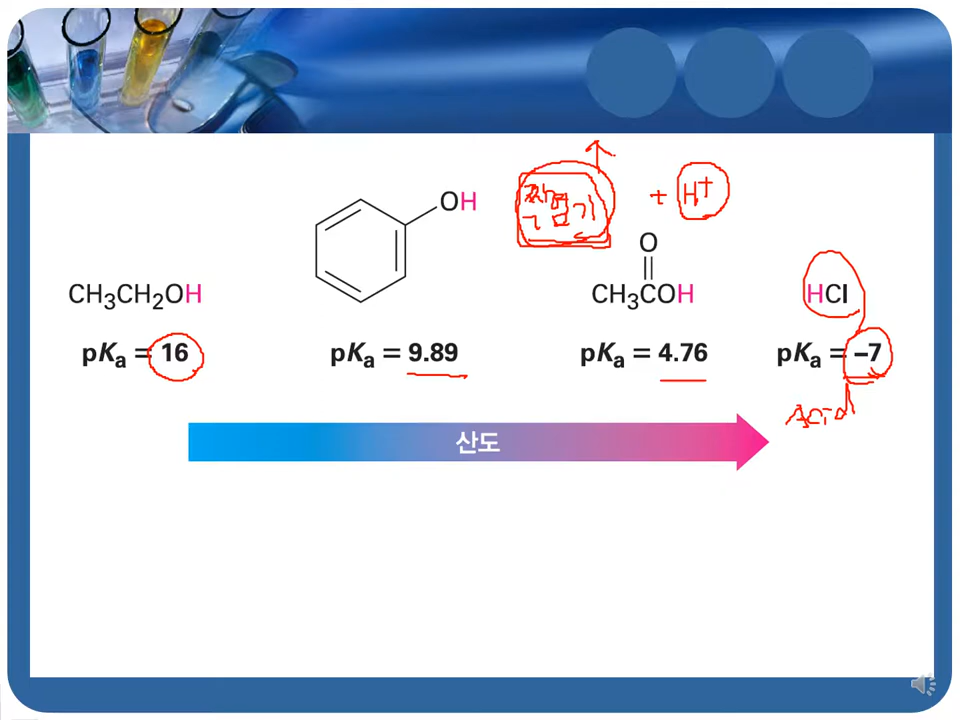 OH
짝
구염기
+ H⁺
O
CH₃CH₂OH
CH₃COH
HCl
pKₐ = 16
pKₐ = 9.89
pKₐ = 4.76
pKₐ = –7
Acid
산도